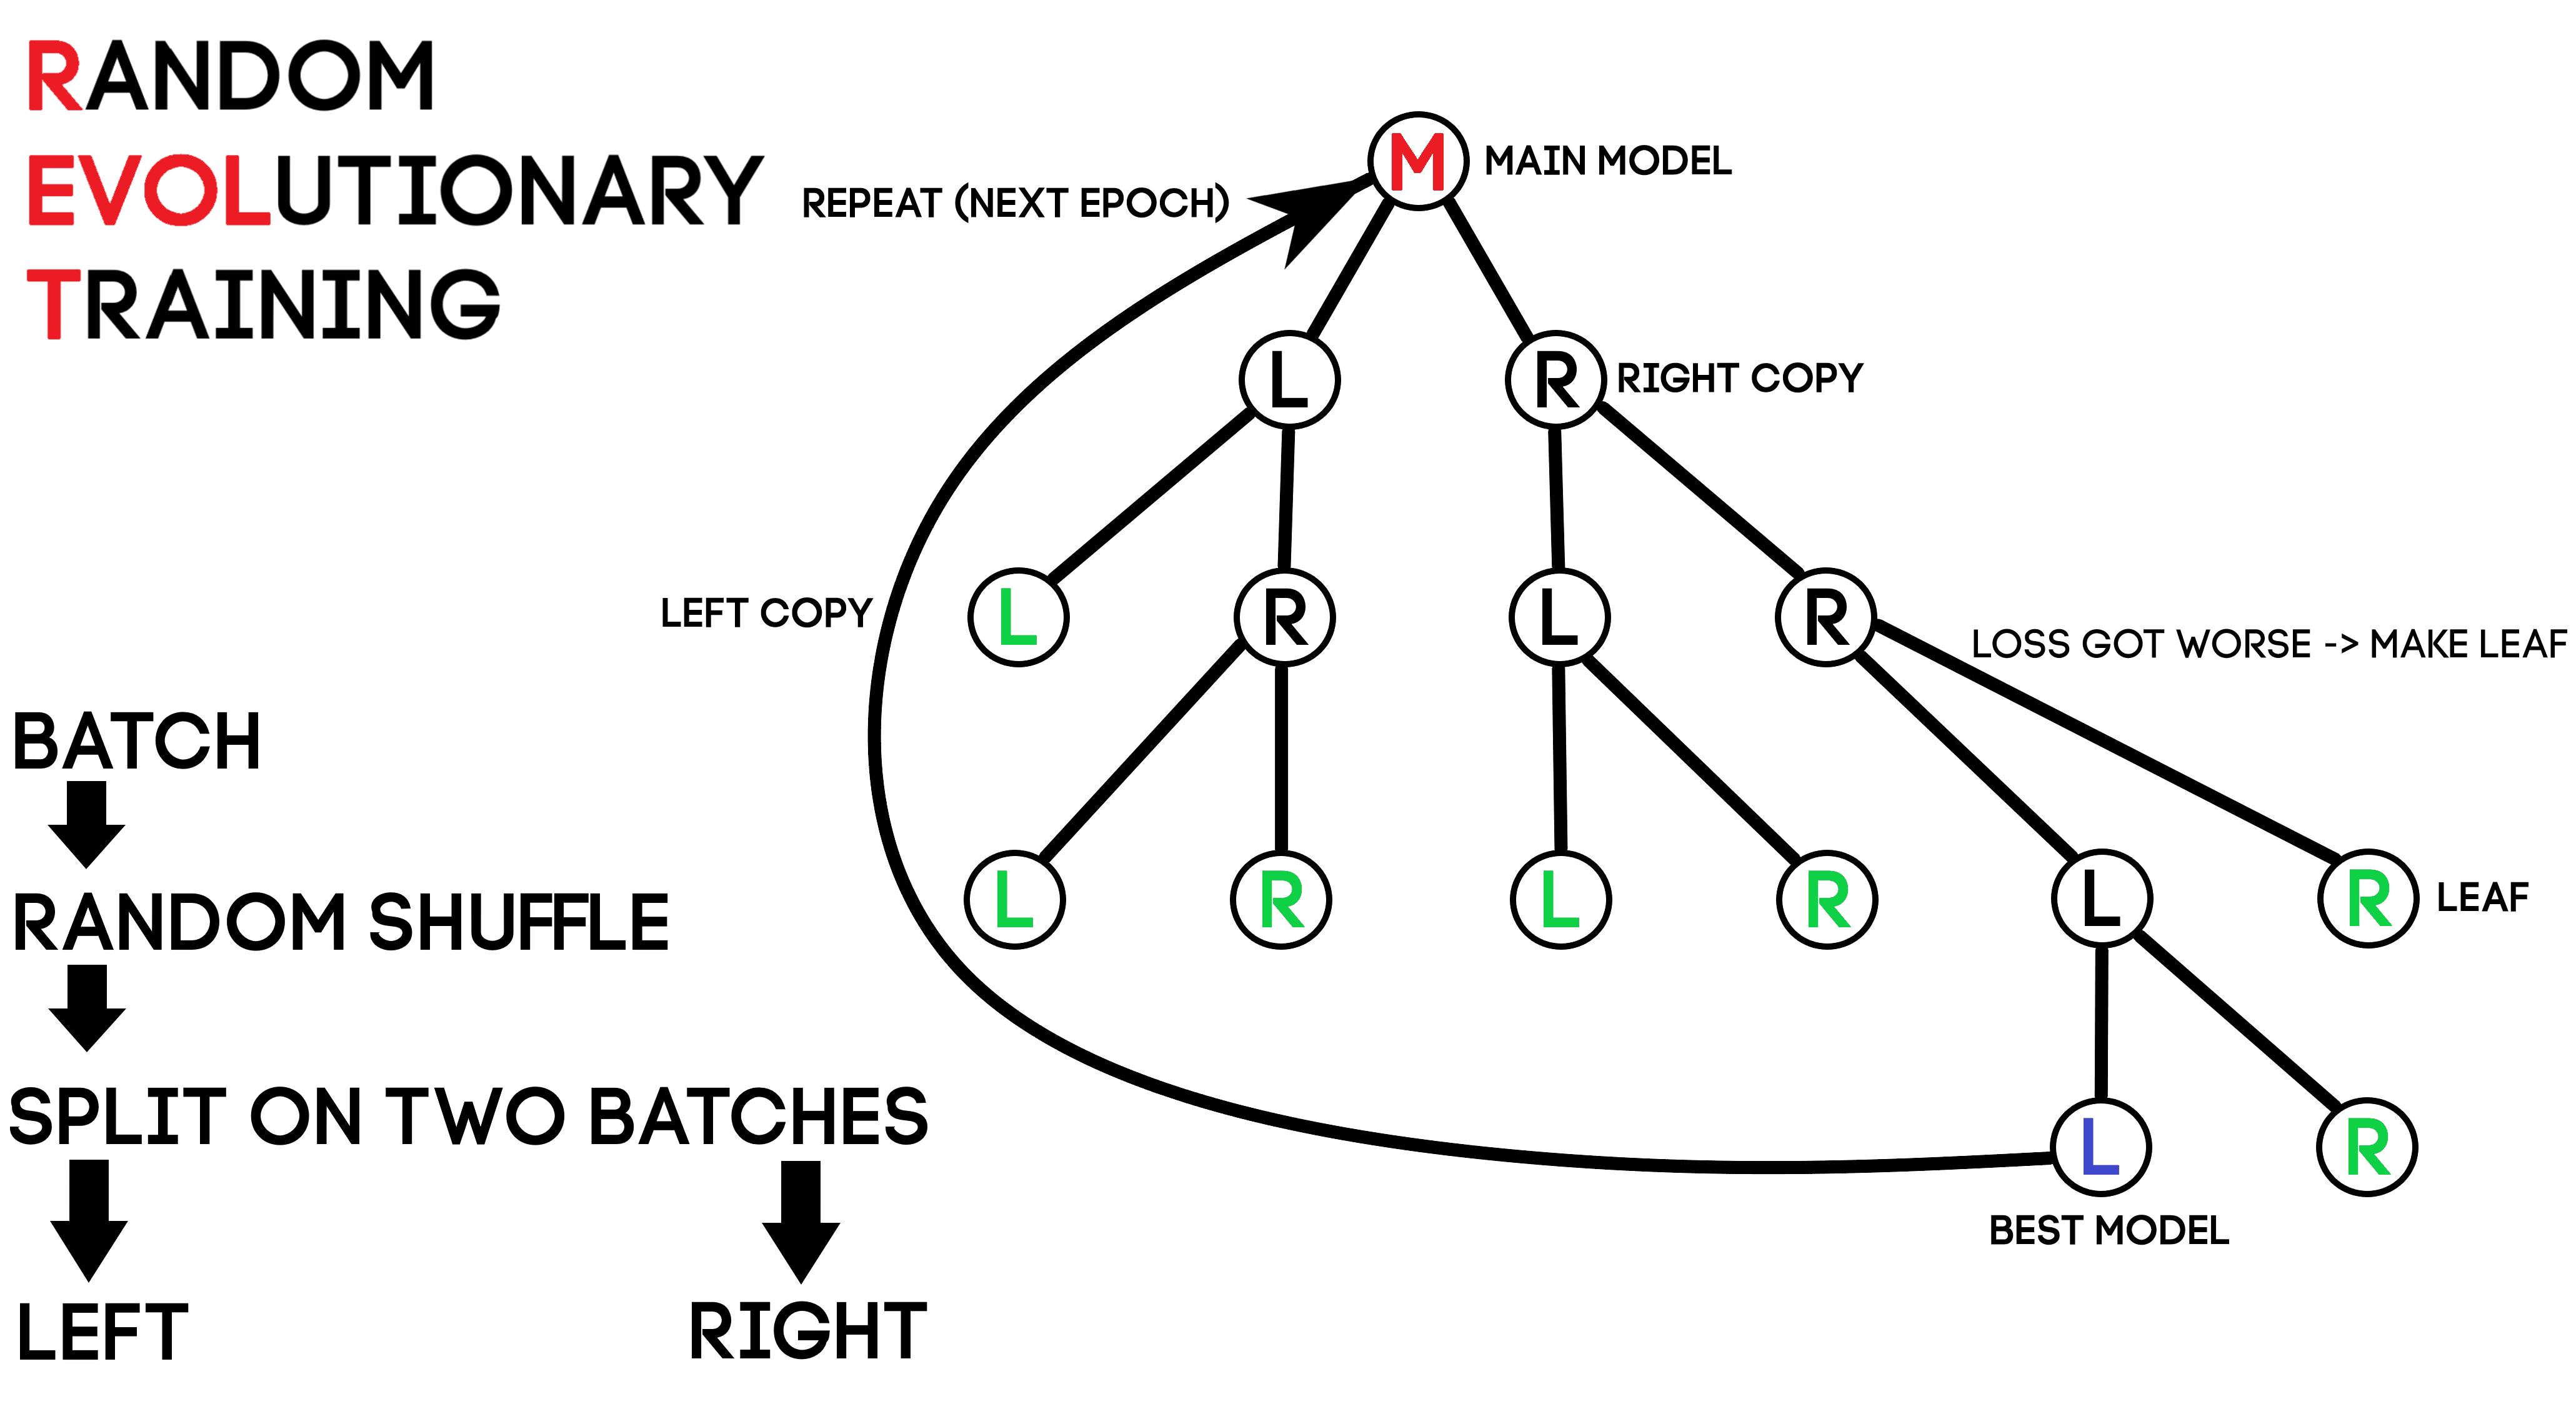 RANDOM
EVOLUTIONARY
TRAINING
REPEAT (NEXT EPOCH)
M
MAIN MODEL
L
R
RIGHT COPY
LEFT COPY
L
R
L
R
LOSS GOT WORSE -> MAKE LEAF
L
R
L
R
L
R
LEAF
L
R
BEST MODEL
BATCH
RANDOM SHUFFLE
SPLIT ON TWO BATCHES
LEFT
RIGHT